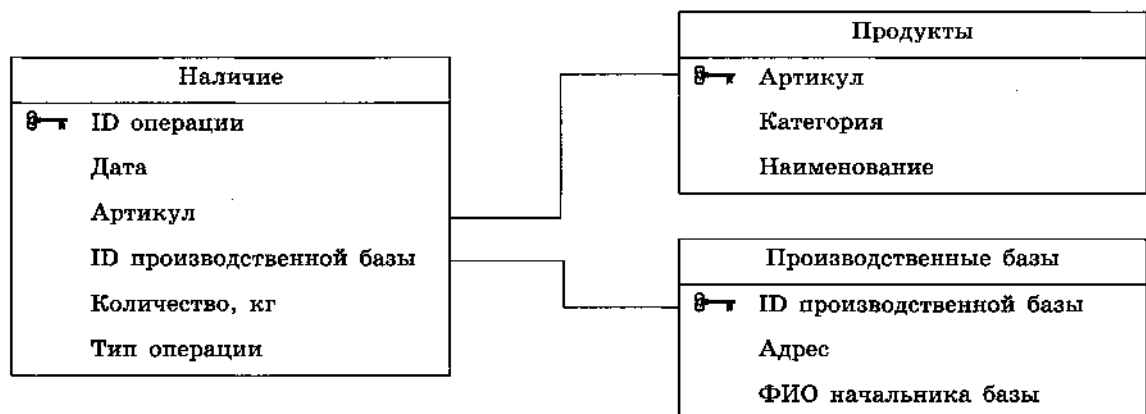 Наличие
ID операции
Дата
Артикул
ID производственной базы
Количество, кг
Тип операции
Продукты
Артикул
Категория
Наименование
Производственные базы
ID производственной базы
Адрес
ФИО начальника базы